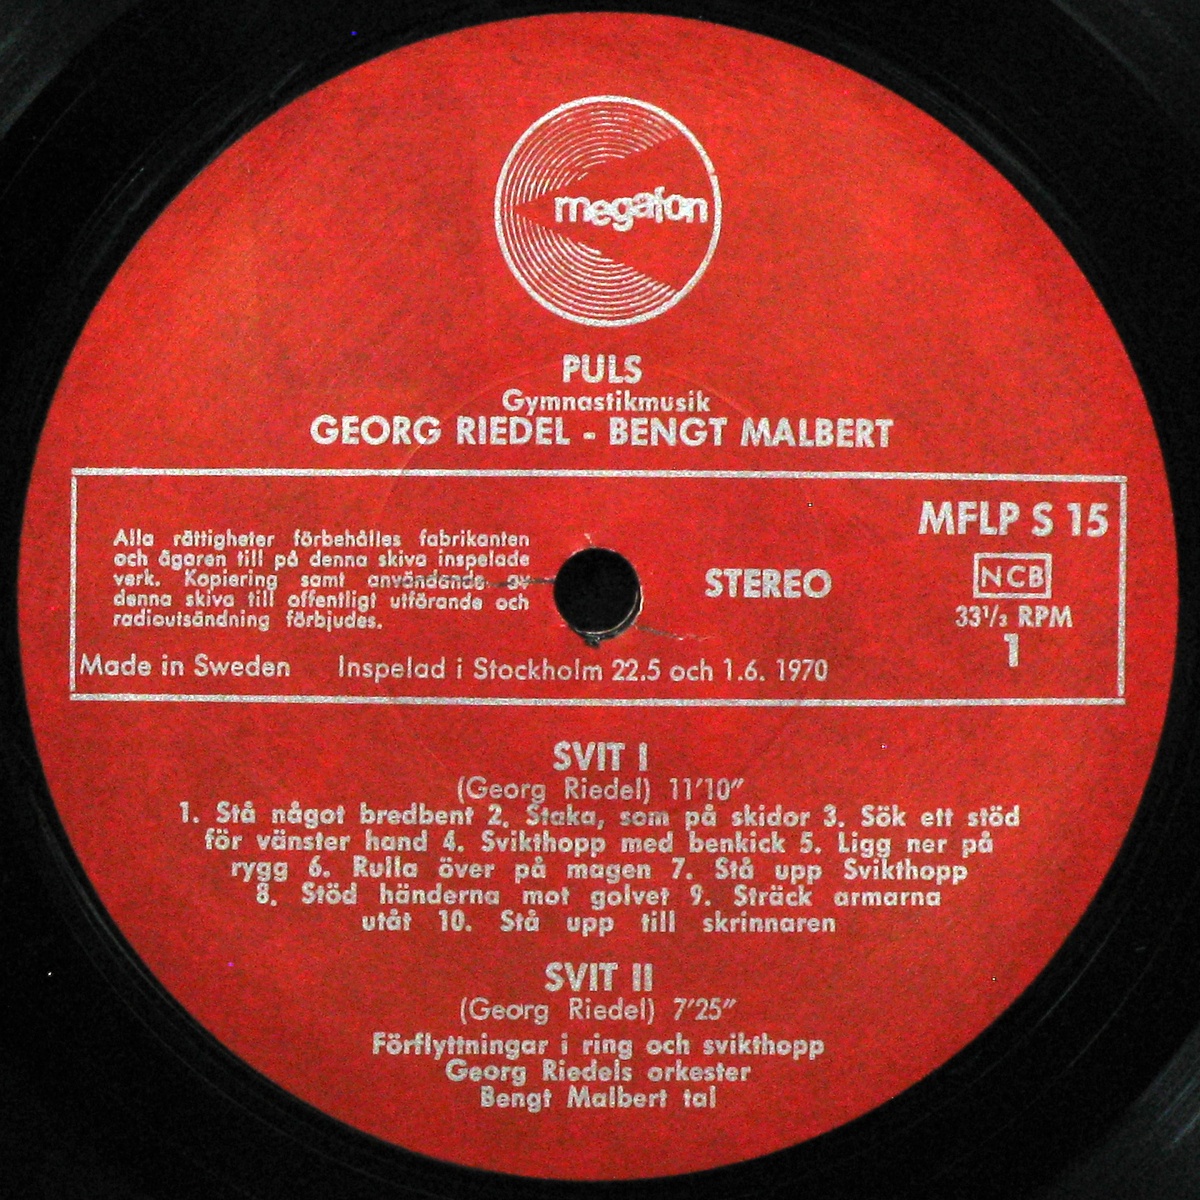 megafon
PULS
Gymnastikmusik
GEORG RIEDEL - BENGT MALBERT
Alla rättigheter förbehålles fabrikanten
och ägaren till på denna skiva inspelade
verk. Kopiering samt användande av
denna skiva till offentligt utförande och
radioutsändning förbjudes.
Made in Sweden Inspelad i Stockholm 22.5 och 1.6. 1970
STEREO
MFLP S 15
NCB
33 1/3 RPM
1
SVIT I
(Georg Riedel) 11'10"
1. Stå något bredbent 2. Staka, som på skidor 3. Sök ett stöd
för vänster hand 4. Svikthopp med benkick 5. Ligg ner på
rygg 6. Rulla över på magen 7. Stå upp Svikthopp
8. Stöd händerna mot golvet 9. Sträck armarna
utåt 10. Stå upp till skrinnaren
SVIT II
(Georg Riedel) 7'25"
Förflyttningar i ring och svikthopp
Georg Riedels orkester
Bengt Malbert tal